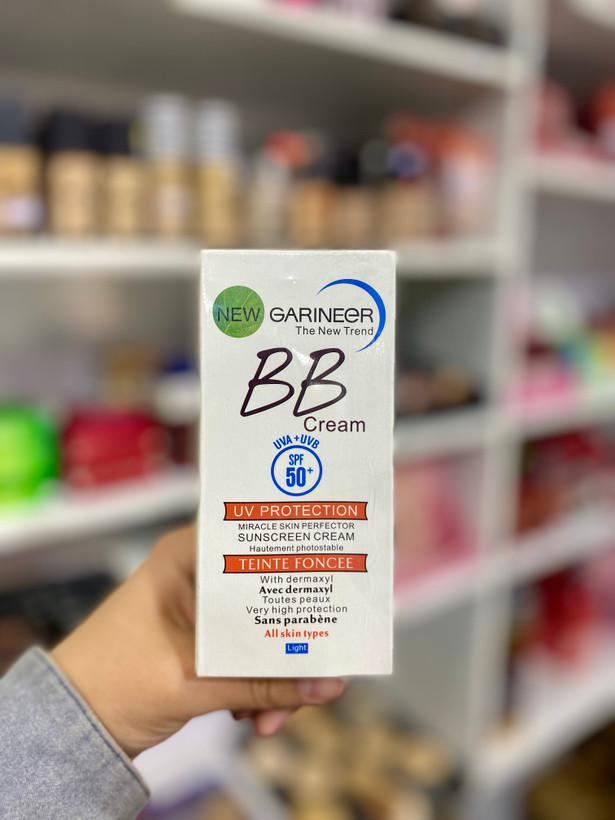 NEW GARINEER
The New Trend
BB
Cream
UVA+UVB
SPF
50+
UV PROTECTION
MIRACLE SKIN PERFECTOR
SUNSCREEN CREAM
Hautement photostable
TEINTE FONCEE
With dermaxyl
Avec dermaxyl
Toutes peaux
Very high protection
Sans parabène
All skin types
Light